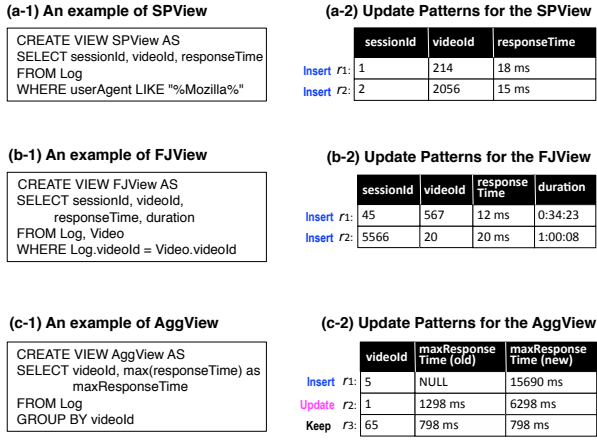 (a-1) An example of SPView
CREATE VIEW SPView AS
SELECT sessionId, videoId, responseTime
FROM Log
WHERE userAgent LIKE "%Mozilla%"
(a-2) Update Patterns for the SPView
sessionId videoId responseTime
Insert r1: 1 214 18 ms
Insert r2: 2 2056 15 ms
(b-1) An example of FJView
CREATE VIEW FJView AS
SELECT sessionId, videoId,
responseTime, duration
FROM Log, Video
WHERE Log.videoId = Video.videoId
(b-2) Update Patterns for the FJView
sessionId videoId response duration
Time
Insert r1: 45 567 12 ms 0:34:23
Insert r2: 5566 20 20 ms 1:00:08
(c-1) An example of AggView
CREATE VIEW AggView AS
SELECT videoId, max(responseTime) as
maxResponseTime
FROM Log
GROUP BY videoId
(c-2) Update Patterns for the AggView
videoId maxResponse maxResponse
Time (old) Time (new)
Insert r1: 5 NULL 15690 ms
Update r2: 1 1298 ms 6298 ms
Keep r3: 65 798 ms 798 ms